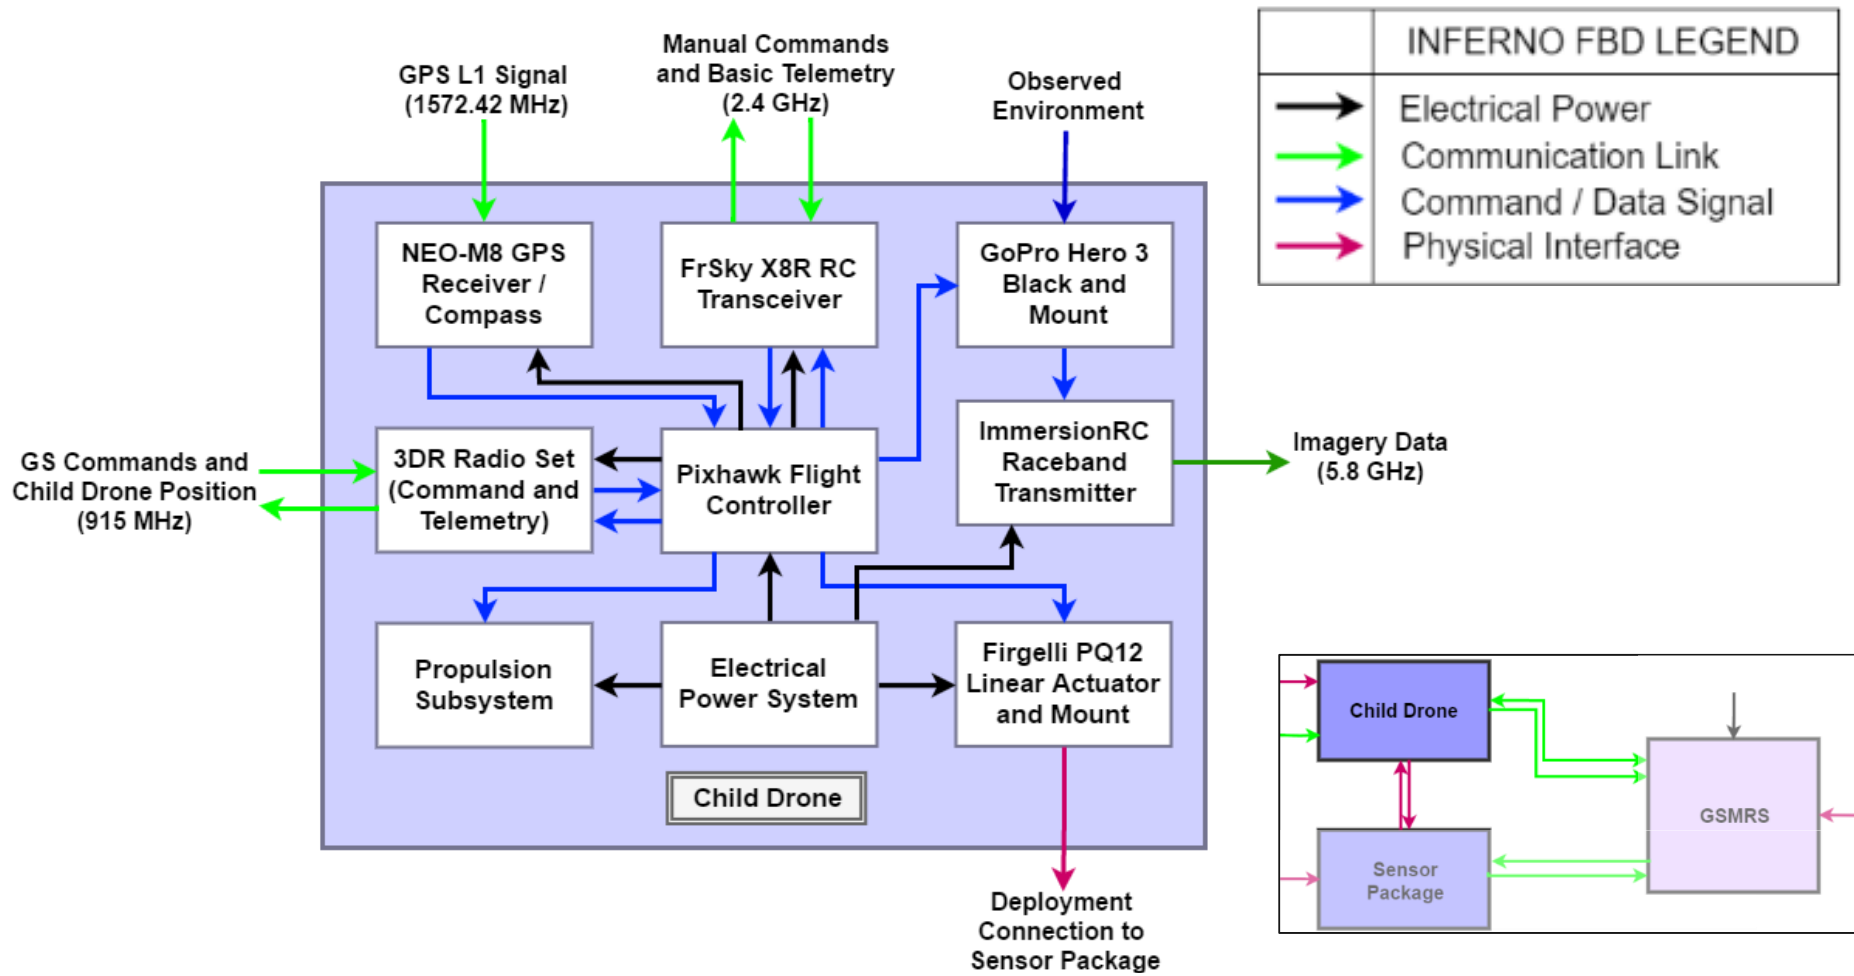 GPS L1 Signal
(1572.42 MHz)
Manual Commands
and Basic Telemetry
(2.4 GHz)
Observed
Environment
INFERNO FBD LEGEND
Electrical Power
Communication Link
Command / Data Signal
Physical Interface
NEO-M8 GPS
Receiver /
Compass
FrSky X8R RC
Transceiver
GoPro Hero 3
Black and
Mount
GS Commands and
Child Drone Position
(915 MHz)
3DR Radio Set
(Command and
Telemetry)
Pixhawk Flight
Controller
ImmersionRC
Raceband
Transmitter
Imagery Data
(5.8 GHz)
Propulsion
Subsystem
Electrical
Power System
Firgelli PQ12
Linear Actuator
and Mount
Child Drone
Deployment
Connection to
Sensor Package
Child Drone
GSMRS
Sensor
Package